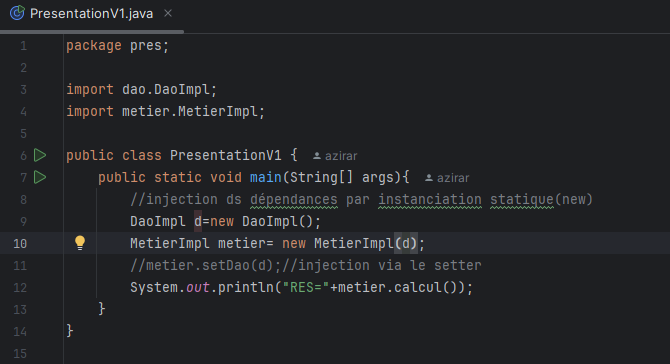 PresentationV1.java ×
1 package pres;
2
3 import dao.DaoImpl;
4 import metier.MetierImpl;
5
6 public class PresentationV1 { azirar
7 public static void main(String[] args){ azirar
8 //injection ds dépendances par instanciation statique(new)
9 DaoImpl d=new DaoImpl();
10 MetierImpl metier= new MetierImpl(d);
11 //metier.setDao(d);//injection via le setter
12 System.out.println("RES="+metier.calcul());
13 }
14 }
15